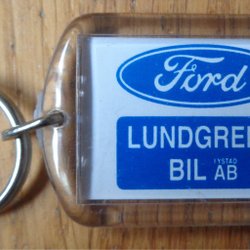 Ford
LUNDGREN
BIL YSTAD AB